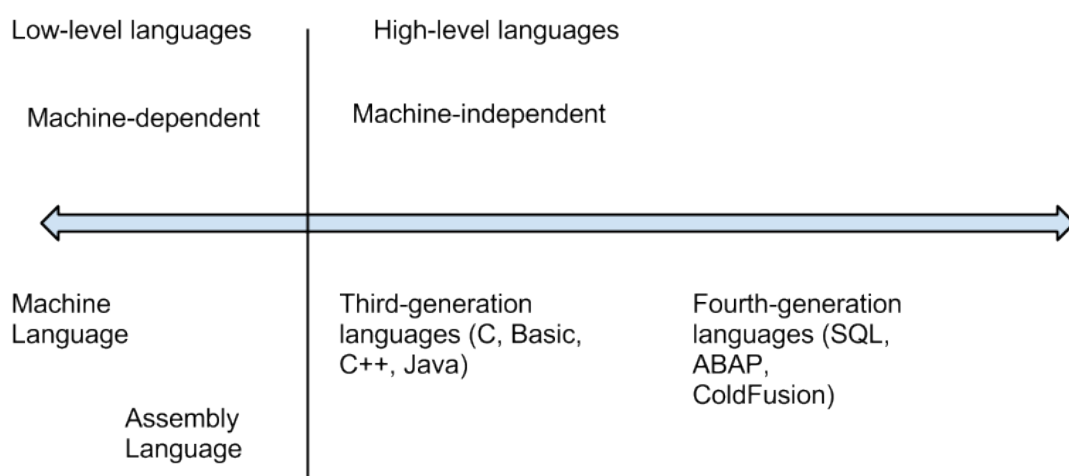 Low-level languages
High-level languages
Machine-dependent
Machine-independent
Machine
Language
Third-generation
languages (C, Basic,
C++, Java)
Fourth-generation
languages (SQL,
ABAP,
ColdFusion)
Assembly
Language